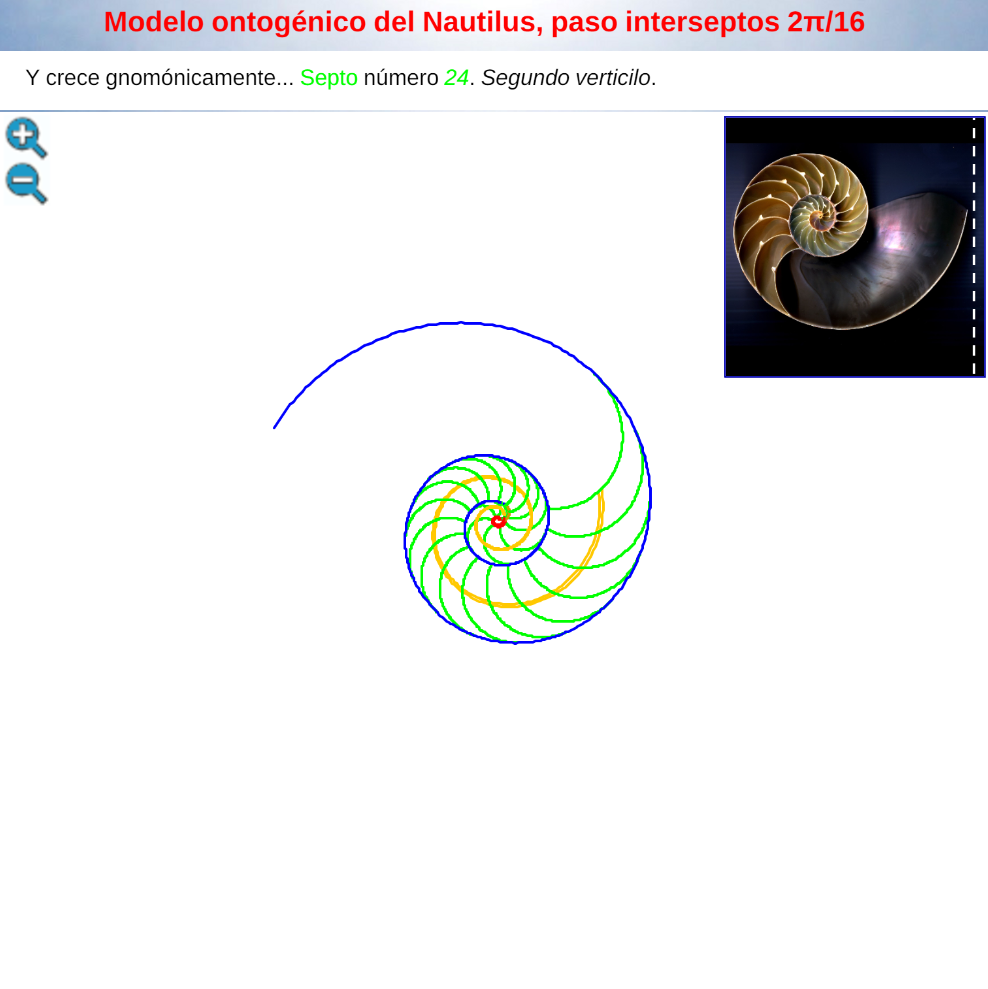 Modelo ontogénico del Nautilus, paso interseptos 2π/16
Y crece gnomónicamente... Septo número 24. Segundo verticilo.